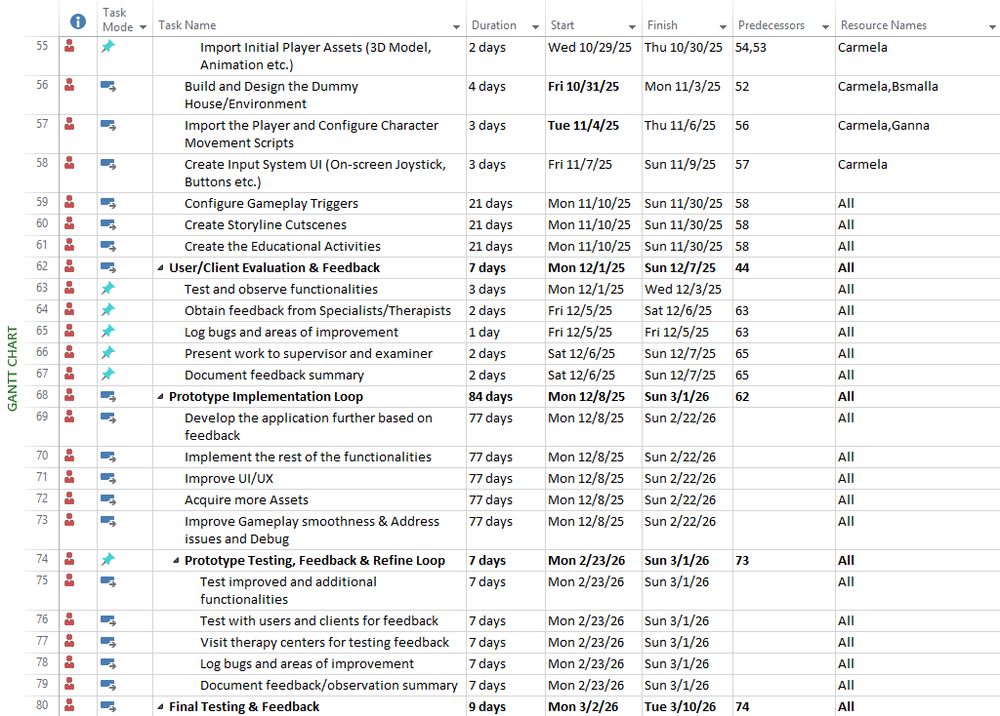 Task Mode Task Name Duration Start Finish Predecessors Resource Names
55 Import Initial Player Assets (3D Model, 2 days Wed 10/29/25 Thu 10/30/25 54,53 Carmela
Animation etc.)
56 Build and Design the Dummy 4 days Fri 10/31/25 Mon 11/3/25 52 Carmela,Bsmalla
House/Environment
57 Import the Player and Configure Character 3 days Tue 11/4/25 Thu 11/6/25 56 Carmela,Ganna
Movement Scripts
58 Create Input System UI (On-screen Joystick, 3 days Fri 11/7/25 Sun 11/9/25 57 Carmela
Buttons etc.)
59 Configure Gameplay Triggers 21 days Mon 11/10/25 Sun 11/30/25 58 All
60 Create Storyline Cutscenes 21 days Mon 11/10/25 Sun 11/30/25 58 All
61 Create the Educational Activities 21 days Mon 11/10/25 Sun 11/30/25 58 All
62 User/Client Evaluation & Feedback 7 days Mon 12/1/25 Sun 12/7/25 44 All
63 Test and observe functionalities 3 days Mon 12/1/25 Wed 12/3/25 All
64 Obtain feedback from Specialists/Therapists 2 days Fri 12/5/25 Sat 12/6/25 63 All
65 Log bugs and areas of improvement 1 day Fri 12/5/25 Fri 12/5/25 63 All
66 Present work to supervisor and examiner 2 days Sat 12/6/25 Sun 12/7/25 65 All
67 Document feedback summary 2 days Sat 12/6/25 Sun 12/7/25 65 All
68 Prototype Implementation Loop 84 days Mon 12/8/25 Sun 3/1/26 62 All
69 Develop the application further based on 77 days Mon 12/8/25 Sun 2/22/26 All
feedback
70 Implement the rest of the functionalities 77 days Mon 12/8/25 Sun 2/22/26 All
71 Improve UI/UX 77 days Mon 12/8/25 Sun 2/22/26 All
72 Acquire more Assets 77 days Mon 12/8/25 Sun 2/22/26 All
73 Improve Gameplay smoothness & Address 77 days Mon 12/8/25 Sun 2/22/26 All
issues and Debug
74 Prototype Testing, Feedback & Refine Loop 7 days Mon 2/23/26 Sun 3/1/26 73 All
75 Test improved and additional 7 days Mon 2/23/26 Sun 3/1/26 All
functionalities
76 Test with users and clients for feedback 7 days Mon 2/23/26 Sun 3/1/26 All
77 Visit therapy centers for testing feedback 7 days Mon 2/23/26 Sun 3/1/26 All
78 Log bugs and areas of improvement 7 days Mon 2/23/26 Sun 3/1/26 All
79 Document feedback/observation summary 7 days Mon 2/23/26 Sun 3/1/26 All
80 Final Testing & Feedback 9 days Mon 3/2/26 Tue 3/10/26 74 All
GANTT CHART